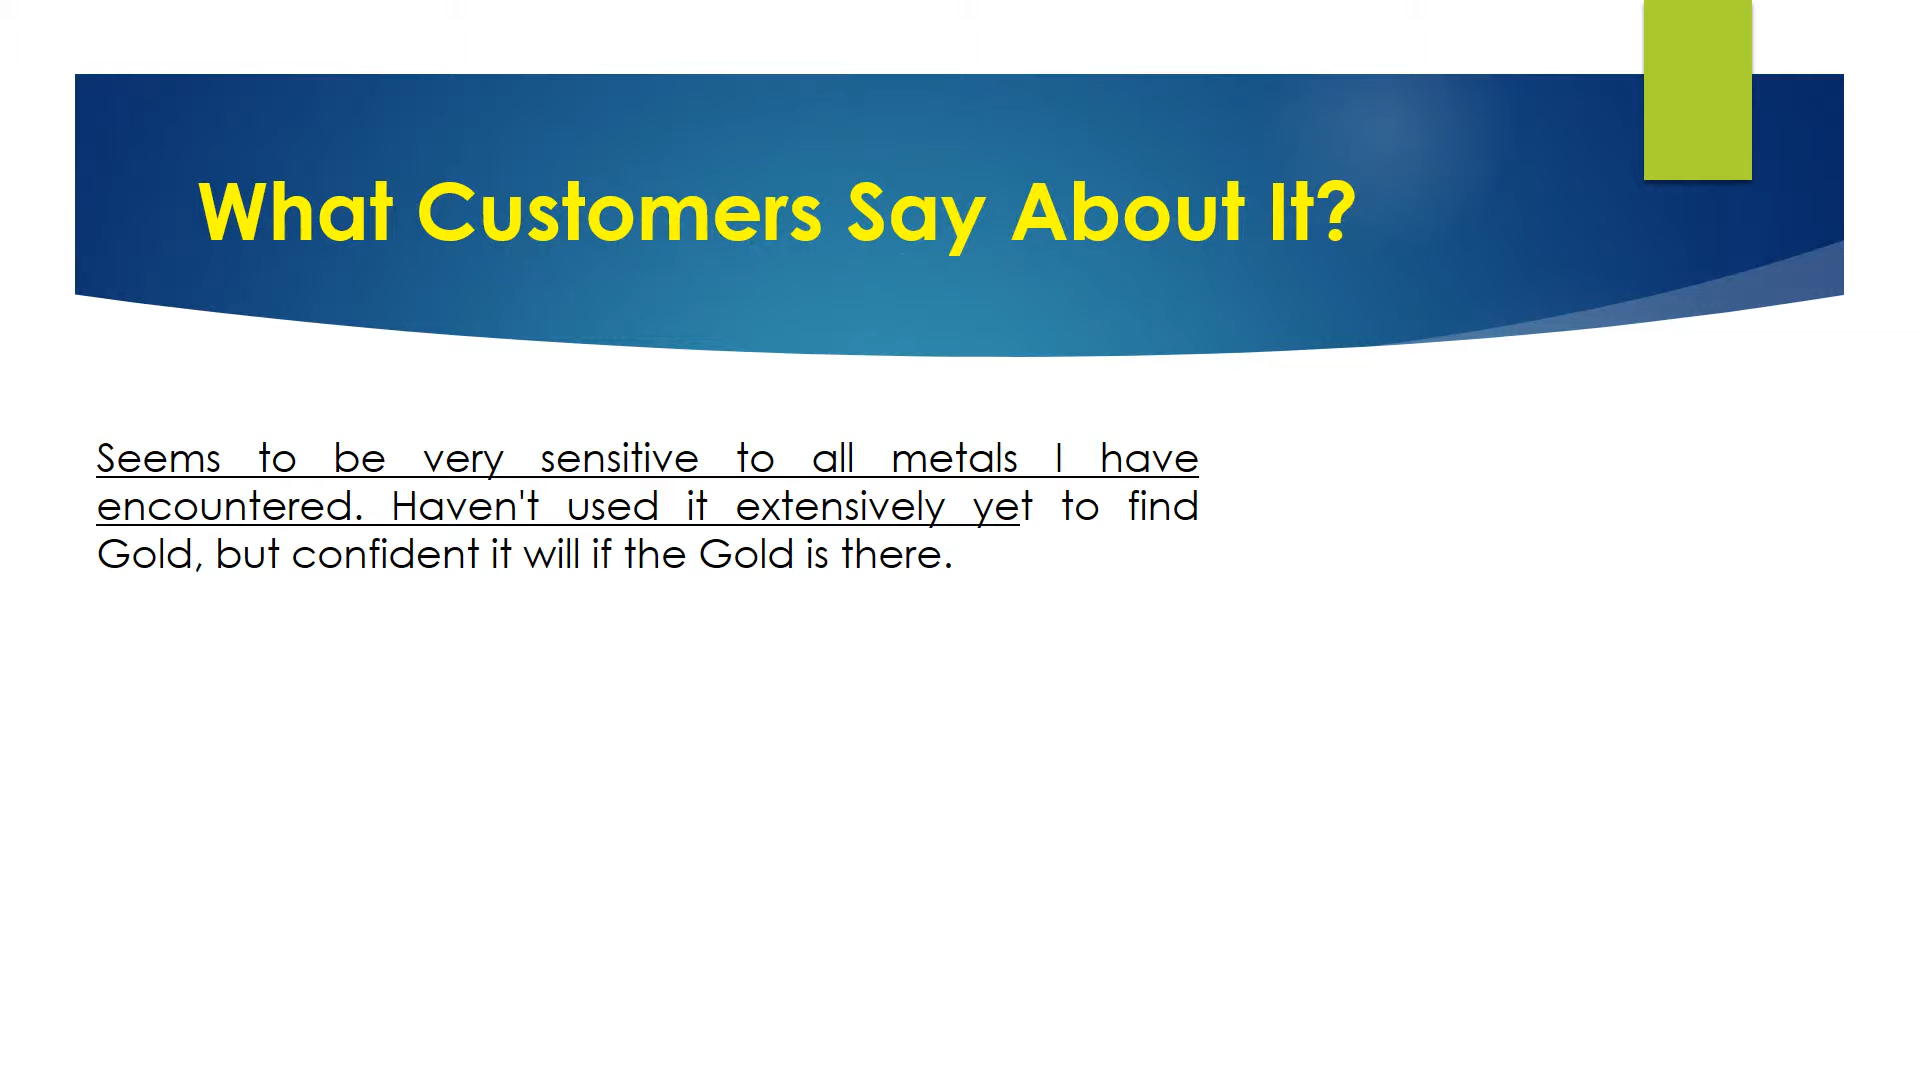 What Customers Say About It?
Seems to be very sensitive to all metals I have
encountered. Haven't used it extensively yet to find
Gold, but confident it will if the Gold is there.